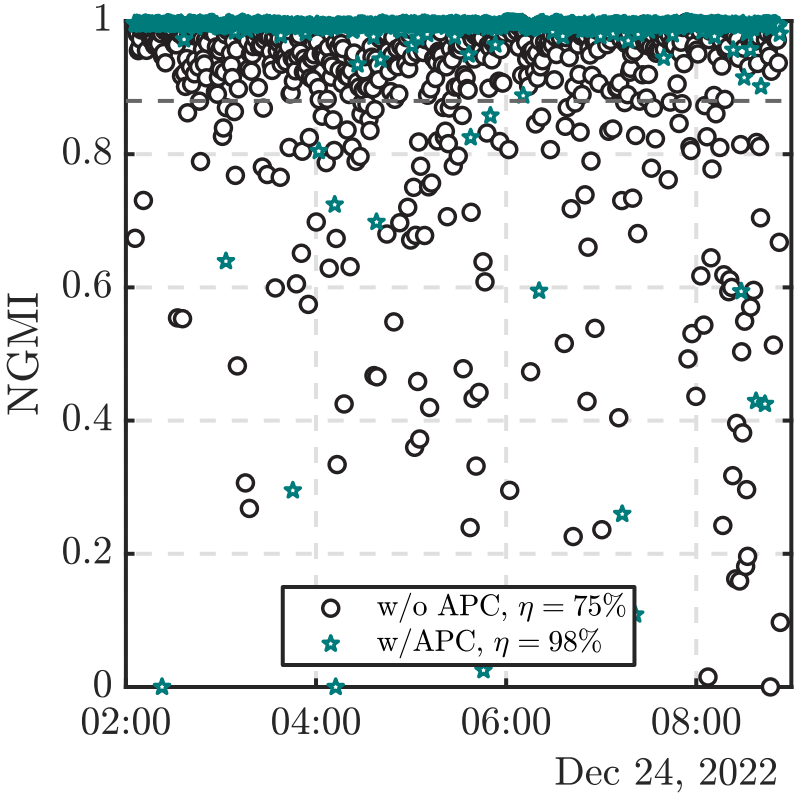 1
0.8
0.6
0.4
0.2
0
NGMI
w/o APC, η = 75%
w/APC, η = 98%
02:00 04:00 06:00 08:00
Dec 24, 2022